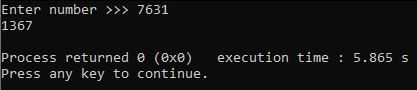 Enter number >>> 7631
1367
Process returned 0 (0x0)   execution time : 5.865 s
Press any key to continue.